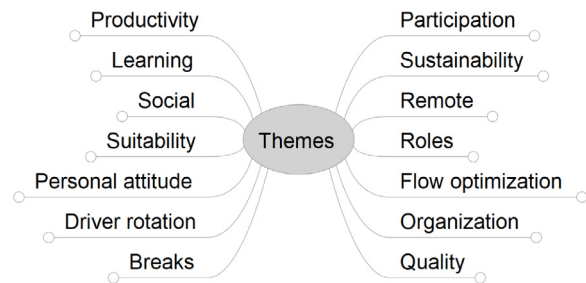 Productivity
Learning
Social
Suitability
Personal attitude
Driver rotation
Breaks
Themes
Participation
Sustainability
Remote
Roles
Flow optimization
Organization
Quality